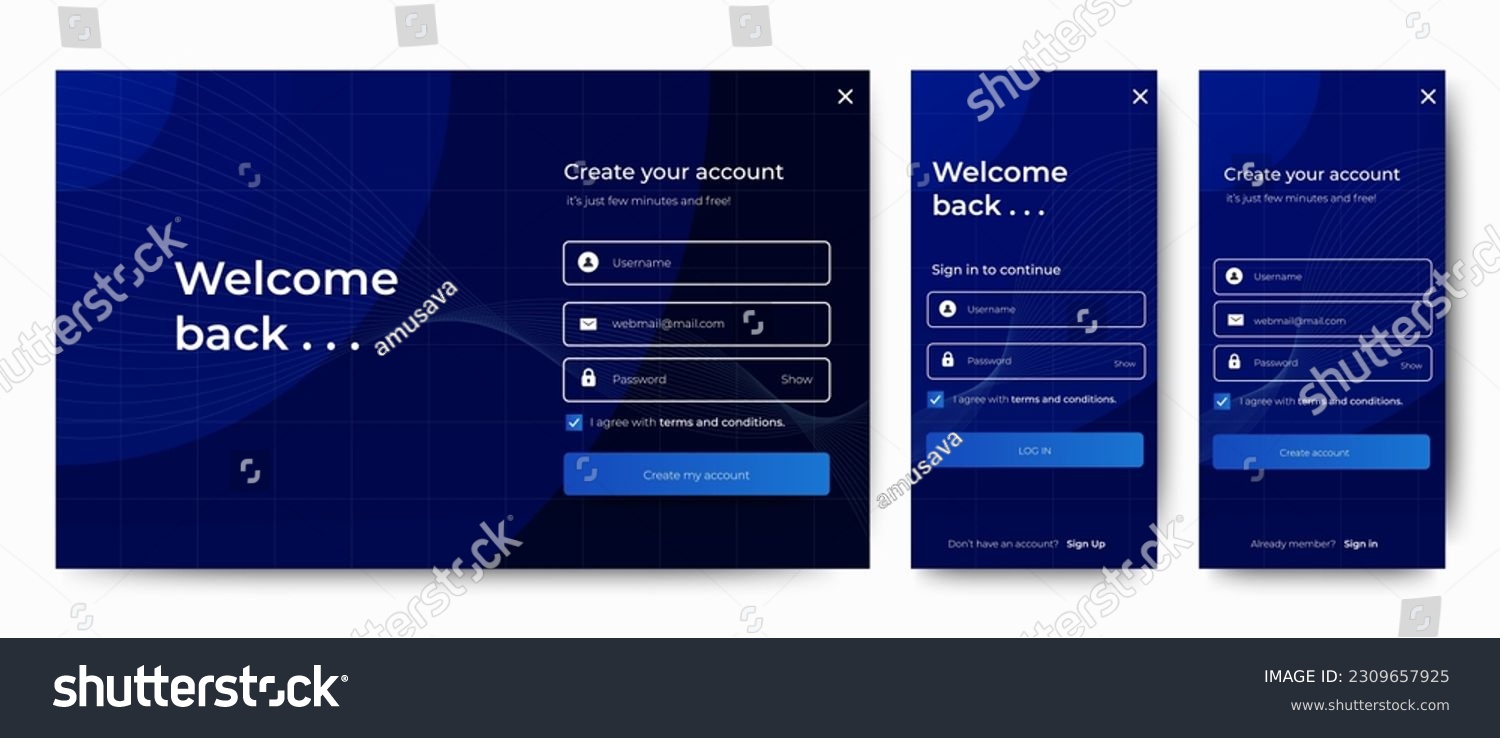 Welcome
back . . .
Create your account
it's just few minutes and free!
Username
webmail@mail.com
Password Show
I agree with terms and conditions.
Create my account
Welcome
back . . .
Sign in to continue
Username
Password Show
I agree with terms and conditions.
LOG IN
Don't have an account? Sign Up
Create your account
it's just few minutes and free!
Username
webmail@mail.com
Password Show
I agree with terms and conditions.
Create account
Already member? Sign in
shutterstock
shutterstock
shutterstock
shutterstock
shutterstock
amusava
amusava
shutterstock
IMAGE ID: 2309657925
www.shutterstock.com